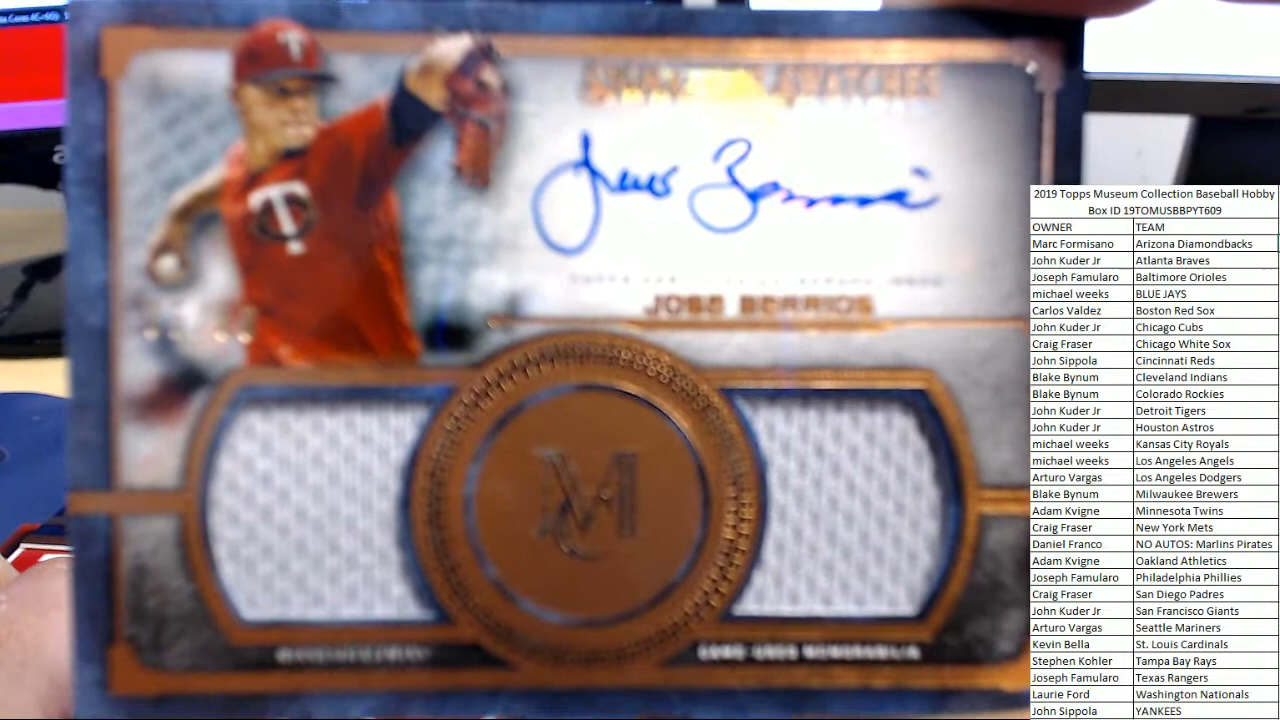 SWATCHES
Jose Berrios
JOSE BERRIOS
M
GAME-USED MEMORABILIA
2019 Topps Museum Collection Baseball Hobby
Box ID 19TOMUSBBPYT609
OWNER TEAM
Marc Formisano Arizona Diamondbacks
John Kuder Jr Atlanta Braves
Joseph Famularo Baltimore Orioles
michael weeks BLUE JAYS
Carlos Valdez Boston Red Sox
John Kuder Jr Chicago Cubs
Craig Fraser Chicago White Sox
John Sippola Cincinnati Reds
Blake Bynum Cleveland Indians
Blake Bynum Colorado Rockies
John Kuder Jr Detroit Tigers
John Kuder Jr Houston Astros
michael weeks Kansas City Royals
michael weeks Los Angeles Angels
Arturo Vargas Los Angeles Dodgers
Blake Bynum Milwaukee Brewers
Adam Kvigne Minnesota Twins
Craig Fraser New York Mets
Daniel Franco NO AUTOS: Marlins Pirates
Adam Kvigne Oakland Athletics
Joseph Famularo Philadelphia Phillies
Craig Fraser San Diego Padres
John Kuder Jr San Francisco Giants
Arturo Vargas Seattle Mariners
Kevin Bella St. Louis Cardinals
Stephen Kohler Tampa Bay Rays
Joseph Famularo Texas Rangers
Laurie Ford Washington Nationals
John Sippola YANKEES